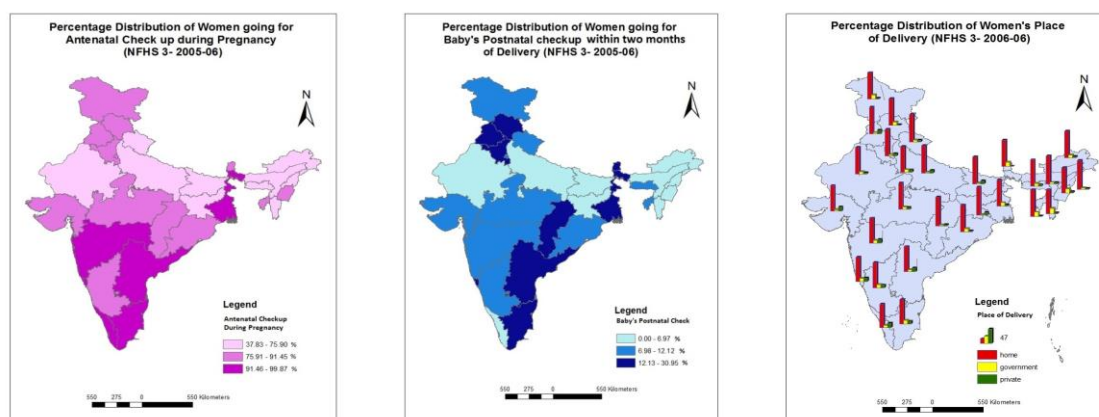 Percentage Distribution of Women going for
Antenatal Check up during Pregnancy
(NFHS 3- 2005-06)
N
Legend
Antenatal Checkup
During Pregnancy
37.83 - 75.90 %
75.91 - 91.45 %
91.46 - 99.87 %
550 275 0 550 Kilometers
Percentage Distribution of Women going for
Baby's Postnatal checkup within two months
of Delivery (NFHS 3- 2005-06)
N
Legend
Baby's Postnatal Check
0.00 - 6.97 %
6.98 - 12.12 %
12.13 - 30.95 %
550 275 0 550 Kilometers
Percentage Distribution of Women's Place
of Delivery (NFHS 3- 2006-06)
N
Legend
Place of Delivery
47
home
government
private
550 275 0 550 Kilometers